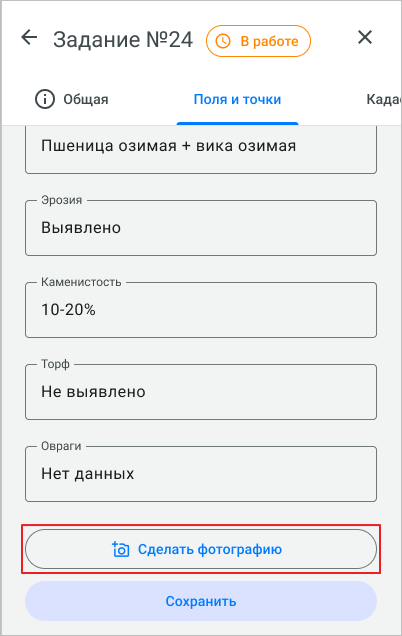 Задание №24
В работе
Общая
Поля и точки
Када
Пшеница озимая + вика озимая
Эрозия
Выявлено
Каменистость
10-20%
Торф
Не выявлено
Овраги
Нет данных
Сделать фотографию
Сохранить